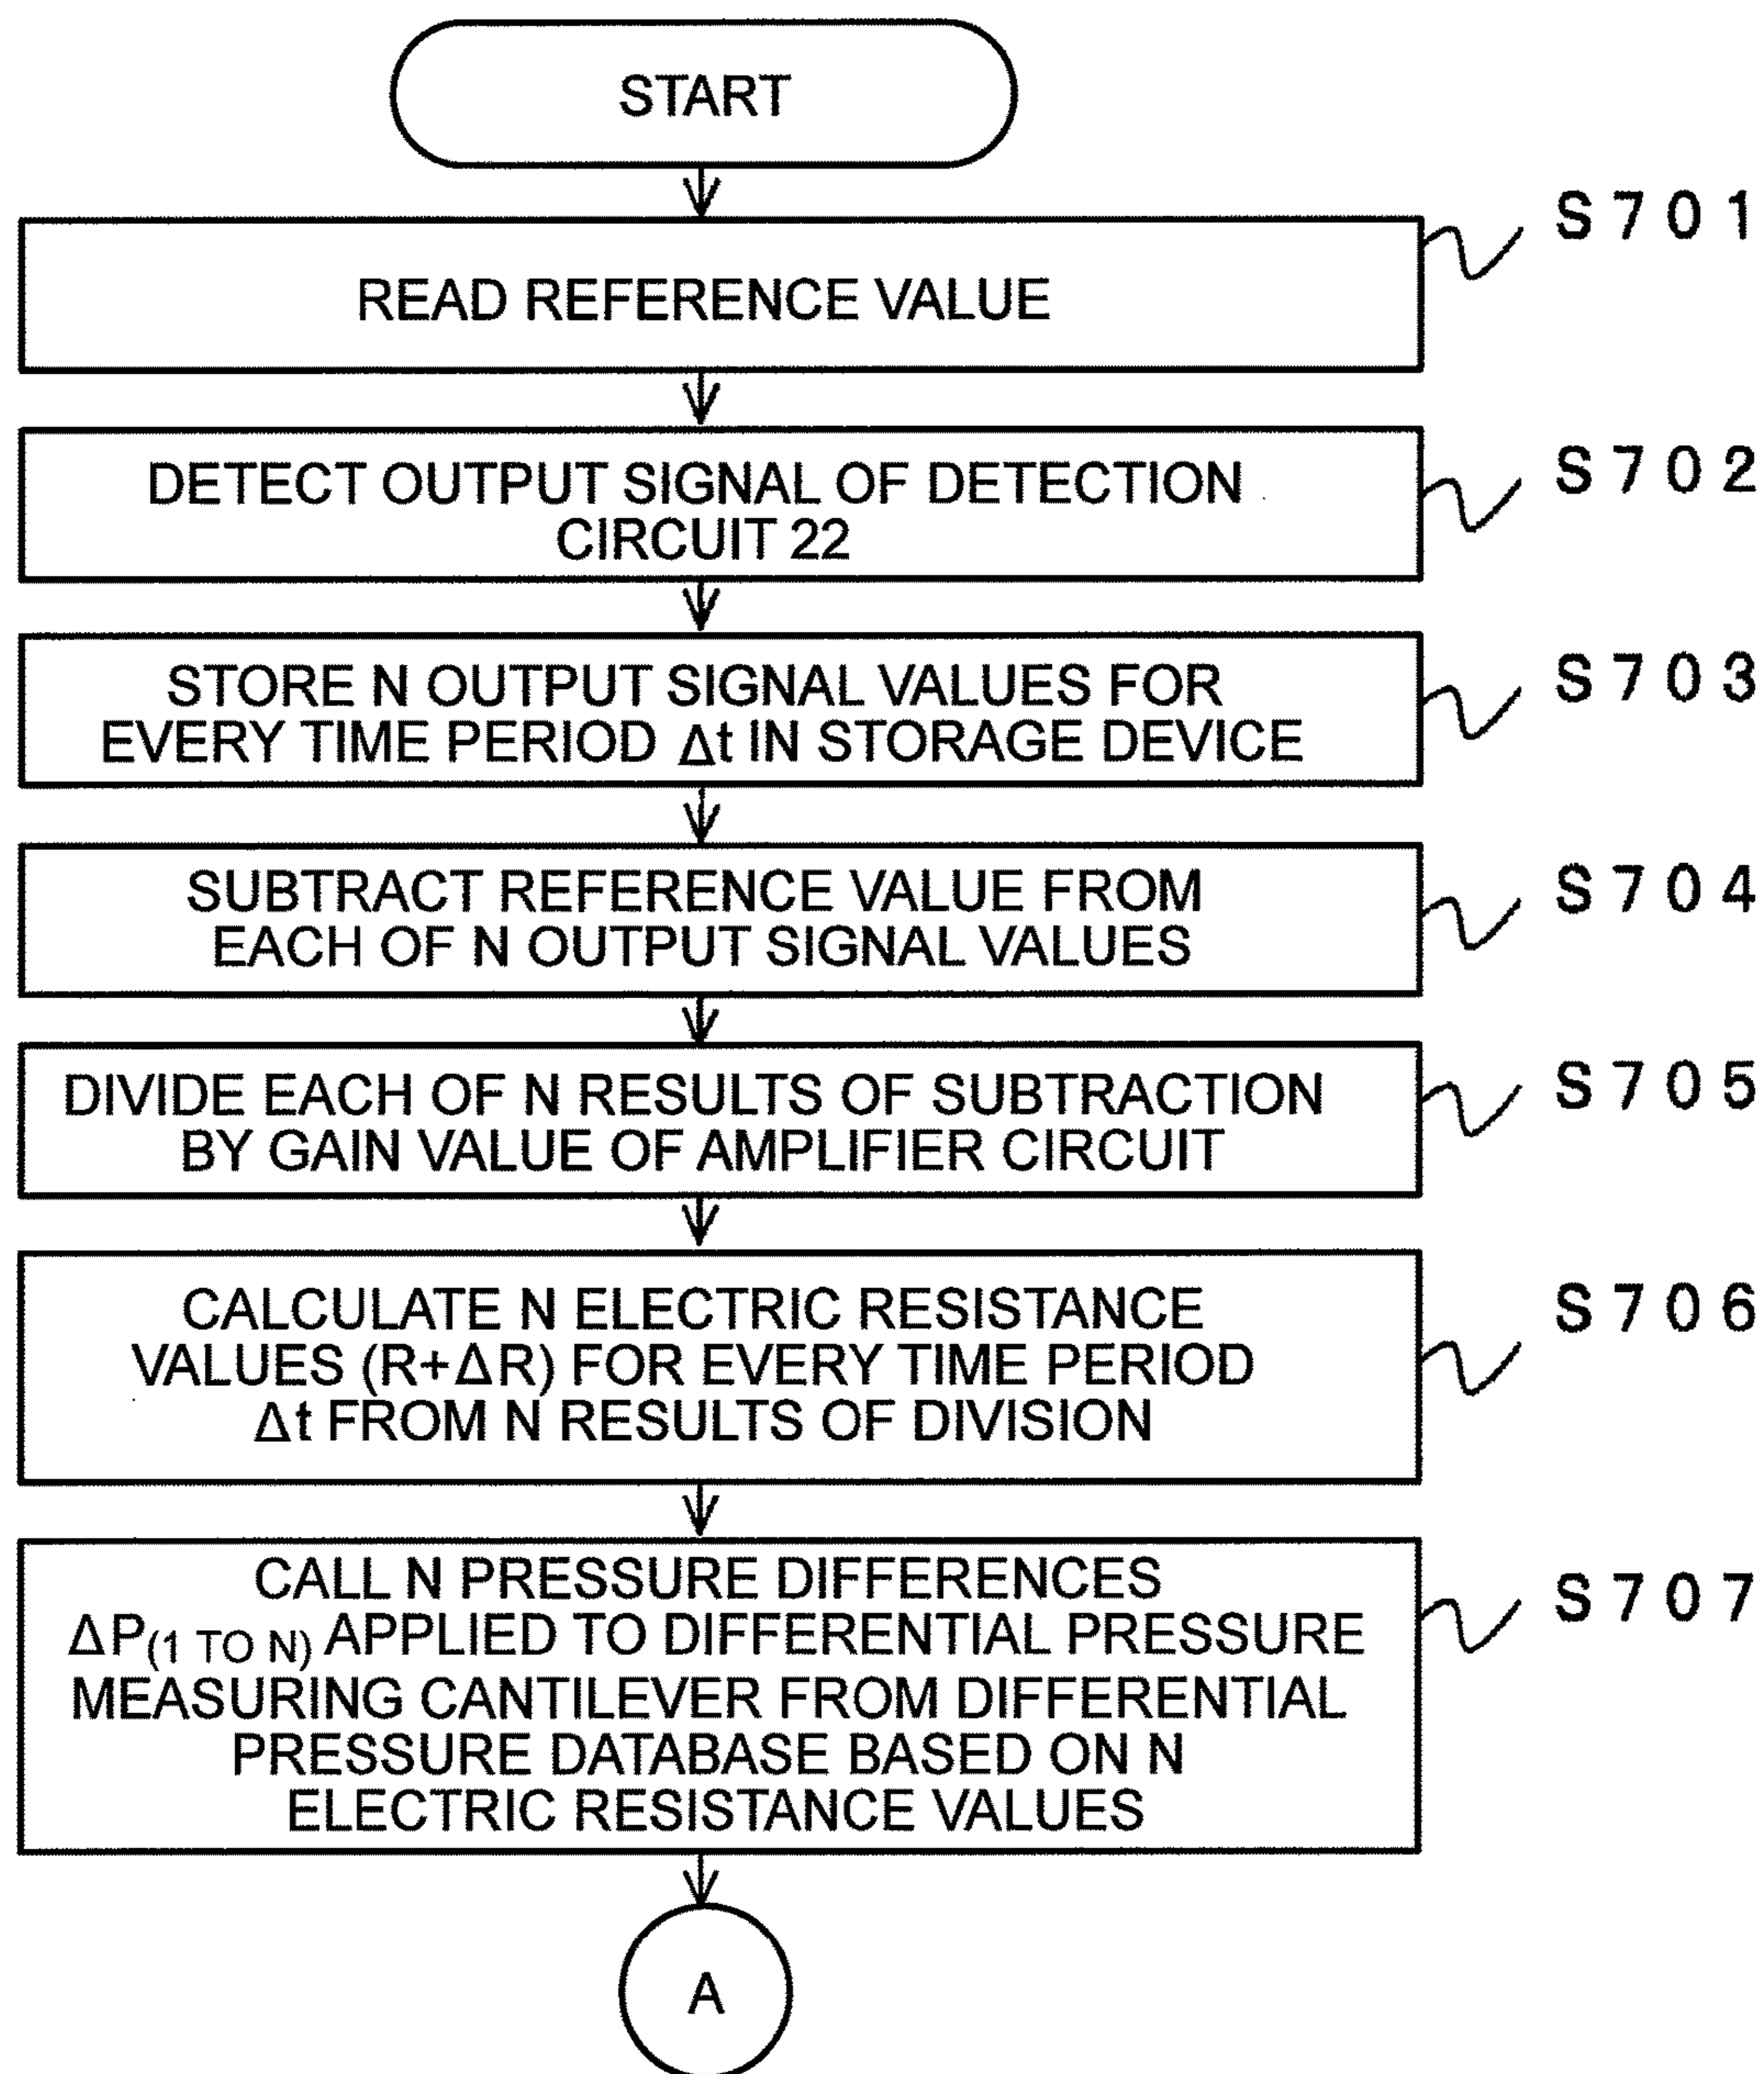 START
S701
READ REFERENCE VALUE
S702
DETECT OUTPUT SIGNAL OF DETECTION
CIRCUIT 22
S703
STORE N OUTPUT SIGNAL VALUES FOR
EVERY TIME PERIOD Δt IN STORAGE DEVICE
S704
SUBTRACT REFERENCE VALUE FROM
EACH OF N OUTPUT SIGNAL VALUES
S705
DIVIDE EACH OF N RESULTS OF SUBTRACTION
BY GAIN VALUE OF AMPLIFIER CIRCUIT
S706
CALCULATE N ELECTRIC RESISTANCE
VALUES (R+ΔR) FOR EVERY TIME PERIOD
Δt FROM N RESULTS OF DIVISION
S707
CALL N PRESSURE DIFFERENCES
ΔP(1 TO N) APPLIED TO DIFFERENTIAL PRESSURE
MEASURING CANTILEVER FROM DIFFERENTIAL
PRESSURE DATABASE BASED ON N
ELECTRIC RESISTANCE VALUES
A